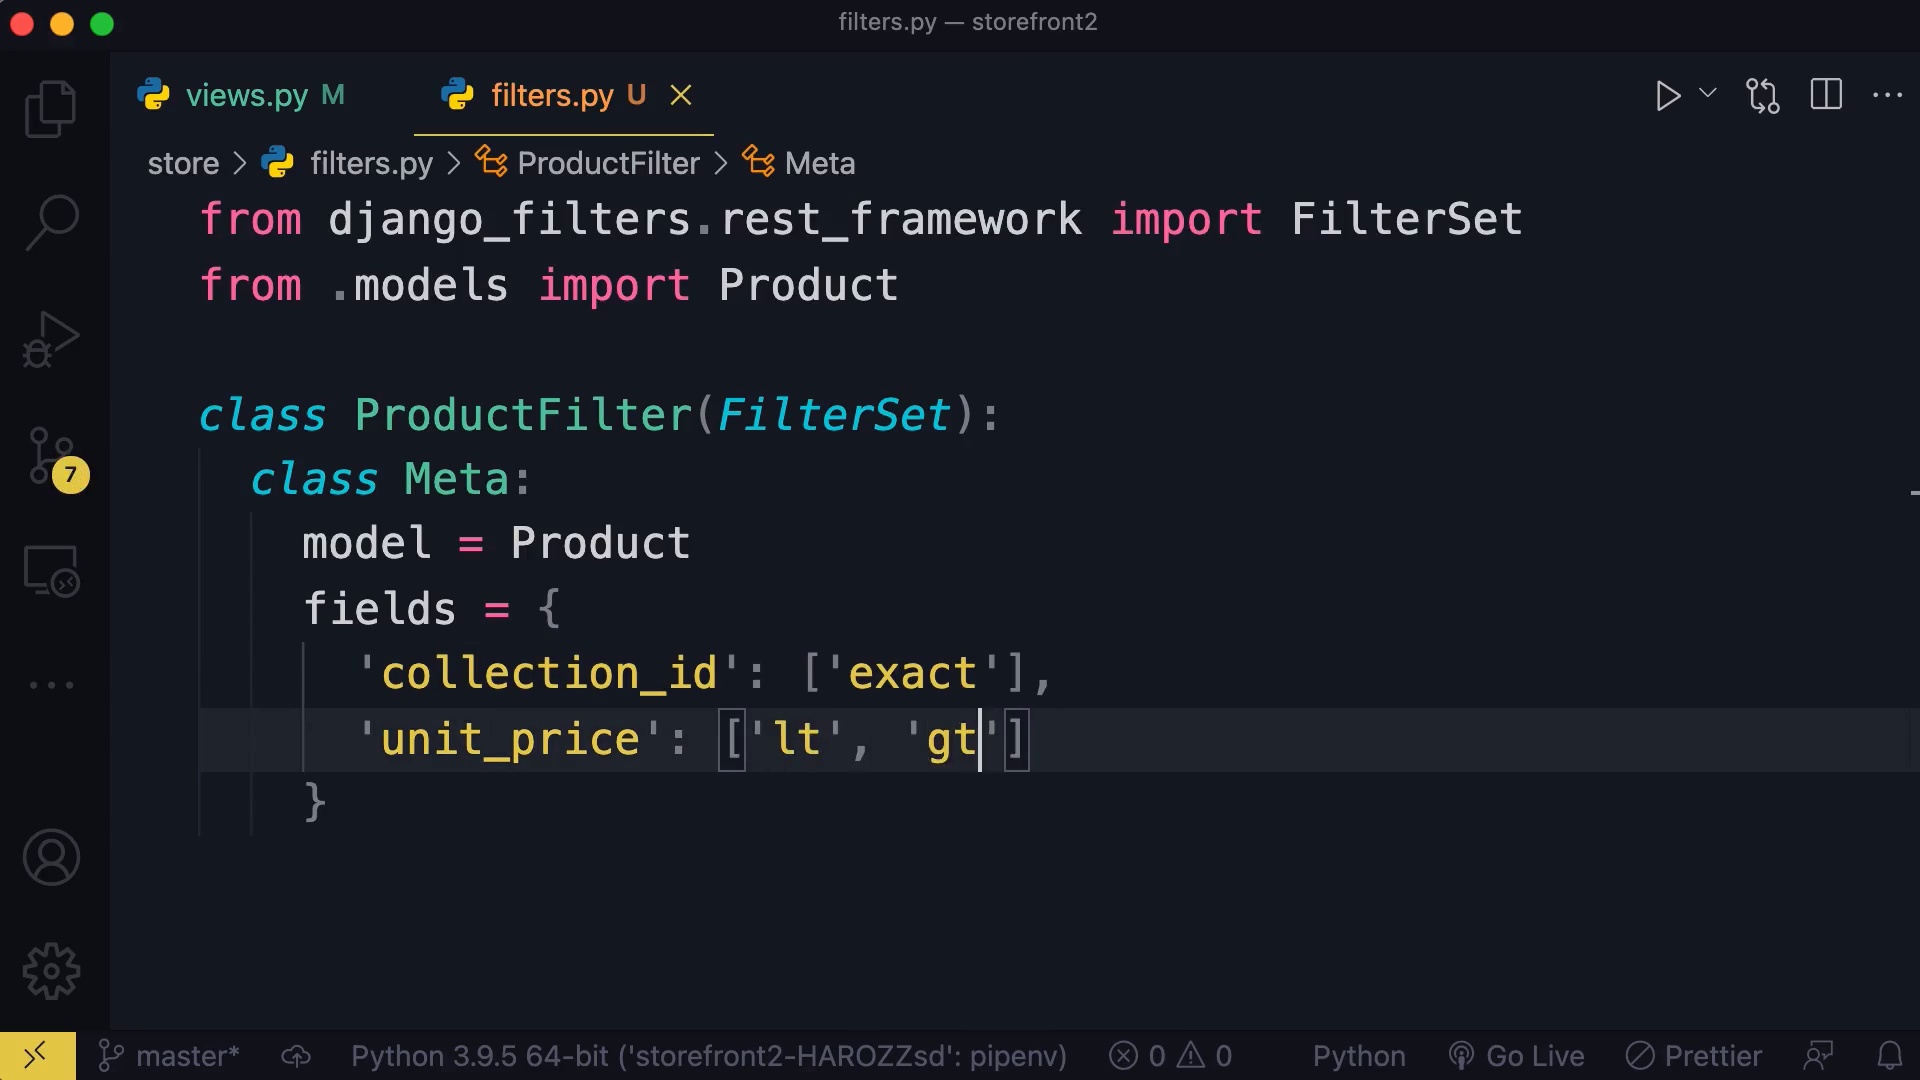 filters.py — storefront2
views.py M filters.py U
store > filters.py > ProductFilter > Meta
from django_filters.rest_framework import FilterSet
from .models import Product
class ProductFilter(FilterSet):
class Meta:
model = Product
fields = {
'collection_id': ['exact'],
'unit_price': ['lt', 'gt']
}
7
master* Python 3.9.5 64-bit ('storefront2-HAROZZsd': pipenv) 0 0 Python Go Live Prettier